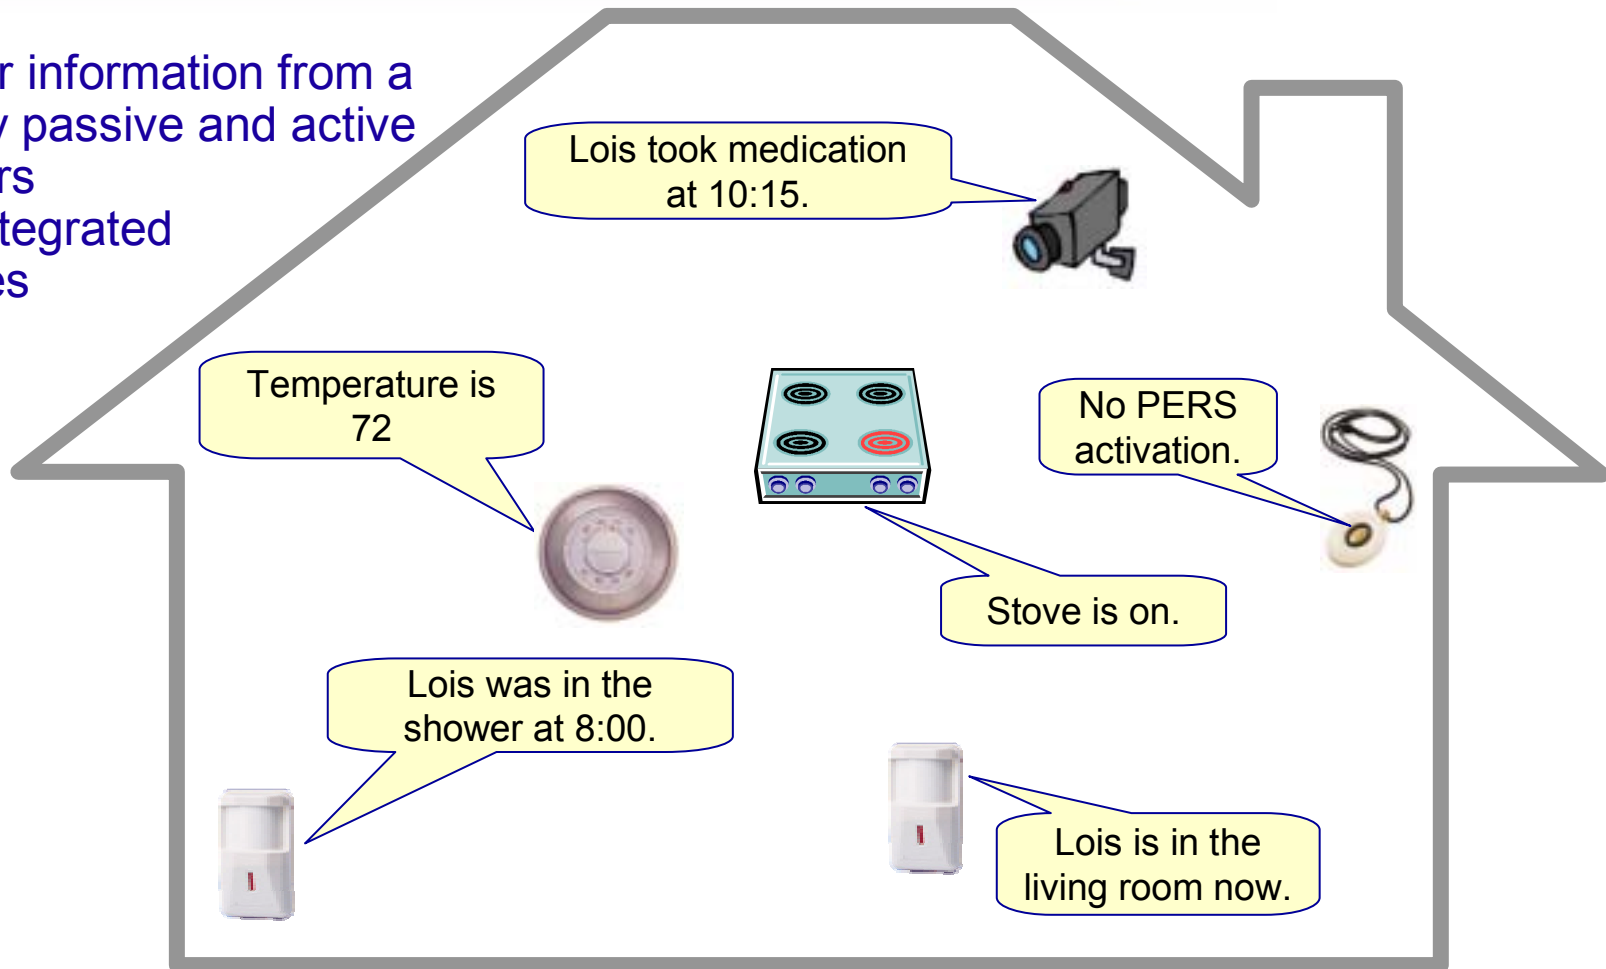 r information from a
y passive and active
rs
ntegrated
es
Lois took medication
at 10:15.
Temperature is
72
No PERS
activation.
Stove is on.
Lois was in the
shower at 8:00.
Lois is in the
living room now.